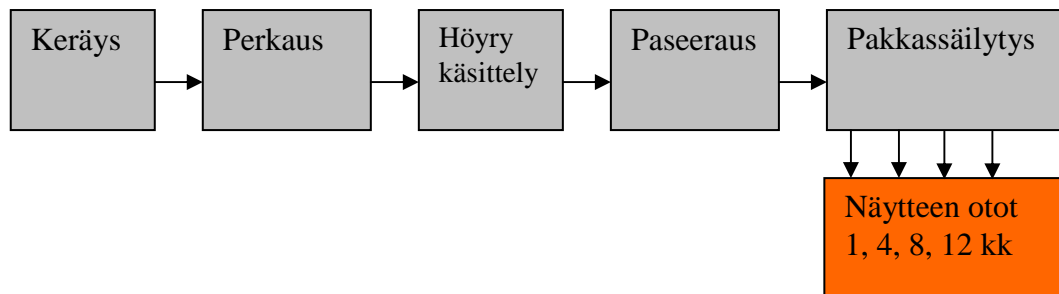 Keräys
Perkaus
Höyry
käsittely
Paseeraus
Pakkassäilytys
Näytteen otot
1, 4, 8, 12 kk